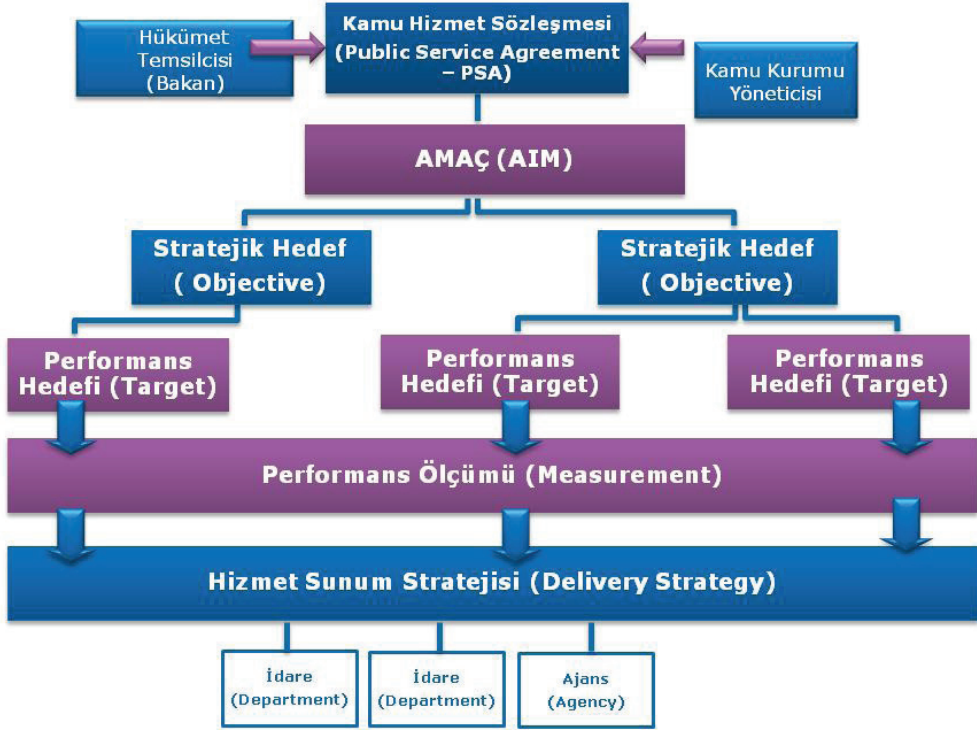 Hükümet
Temsilcisi
(Bakan)
Kamu Hizmet Sözleşmesi
(Public Service Agreement
– PSA)
Kamu Kurumu
Yöneticisi
AMAÇ (AIM)
Stratejik Hedef
( Objective)
Stratejik Hedef
( Objective)
Performans
Hedefi (Target)
Performans
Hedefi (Target)
Performans
Hedefi (Target)
Performans Ölçümü (Measurement)
Hizmet Sunum Stratejisi (Delivery Strategy)
İdare
(Department)
İdare
(Department)
Ajans
(Agency)